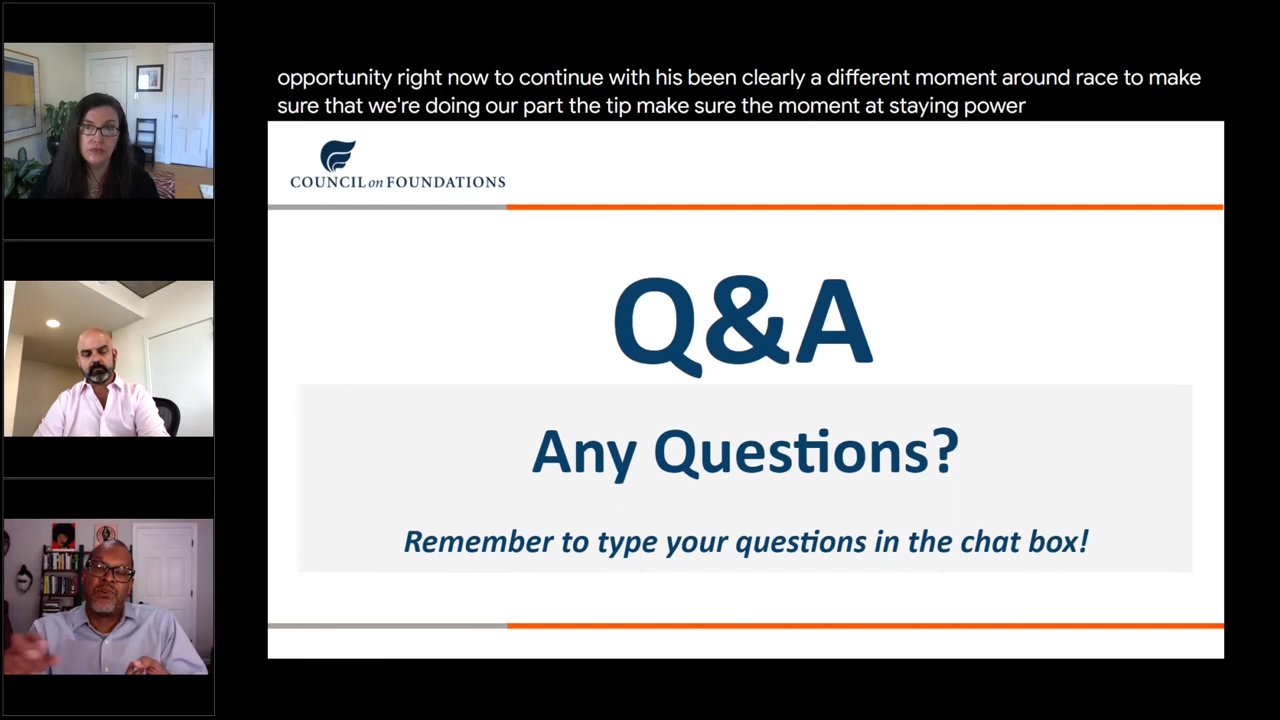 opportunity right now to continue with his been clearly a different moment around race to make
sure that we're doing our part the tip make sure the moment at staying power
COUNCIL on FOUNDATIONS
Q&A
Any Questions?
Remember to type your questions in the chat box!